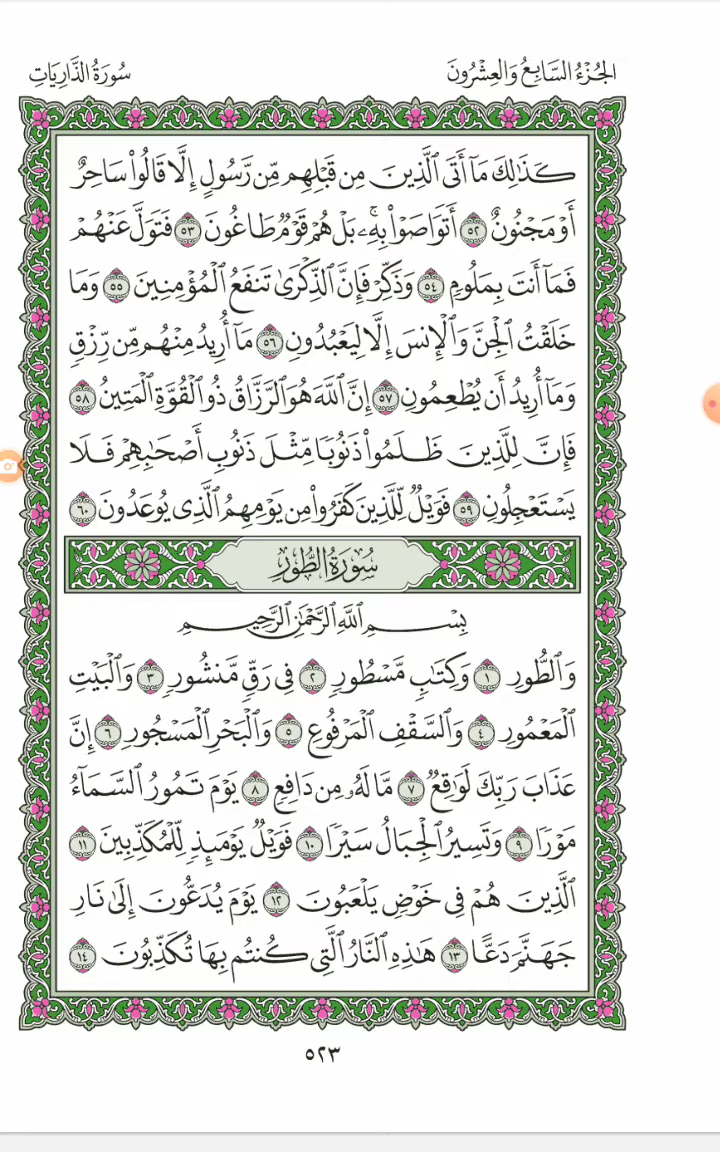 الجُزْءُ السَّابِعُ وَالعِشْرُونَ
سُورَةُ الذَّارِيَاتِ
كَذَٰلِكَ مَآ أَتَى ٱلَّذِينَ مِن قَبْلِهِم مِّن رَّسُولٍ إِلَّا قَالُوا۟ سَاحِرٌ
أَوْ مَجْنُونٌ ٥٢ أَتَوَاصَوْا۟ بِهِۦۚ بَلْ هُمْ قَوْمٌ طَاغُونَ ٥٣ فَتَوَلَّ عَنْهُمْ
فَمَآ أَنتَ بِمَلُومٍ ٥٤ وَذَكِّرْ فَإِنَّ ٱلذِّكْرَىٰ تَنفَعُ ٱلْمُؤْمِنِينَ ٥٥ وَمَا
خَلَقْتُ ٱلْجِنَّ وَٱلْإِنسَ إِلَّا لِيَعْبُدُونِ ٥٦ مَآ أُرِيدُ مِنْهُم مِّن رِّزْقٍ
وَمَآ أُرِيدُ أَن يُطْعِمُونِ ٥٧ إِنَّ ٱللَّهَ هُوَ ٱلرَّزَّاقُ ذُو ٱلْقُوَّةِ ٱلْمَتِينُ ٥٨
فَإِنَّ لِلَّذِينَ ظَلَمُوا۟ ذَنُوبًا مِّثْلَ ذَنُوبِ أَصْحَٰبِهِمْ فَلَا
يَسْتَعْجِلُونِ ٥٩ فَوَيْلٌ لِّلَّذِينَ كَفَرُوا۟ مِن يَوْمِهِمُ ٱلَّذِى يُوعَدُونَ ٦٠
سُورَةُ الطُّورِ
بِسْمِ ٱللَّهِ ٱلرَّحْمَٰنِ ٱلرَّحِيمِ
وَٱلطُّورِ ١ وَكِتَٰبٍ مَّسْطُورٍ ٢ فِى رَقٍّ مَّنشُورٍ ٣ وَٱلْبَيْتِ
ٱلْمَعْمُورِ ٤ وَٱلسَّقْفِ ٱلْمَرْفُوعِ ٥ وَٱلْبَحْرِ ٱلْمَسْجُورِ ٦ إِنَّ
عَذَابَ رَبِّكَ لَوَٰقِعٌ ٧ مَّا لَهُۥ مِن دَافِعٍ ٨ يَوْمَ تَمُورُ ٱلسَّمَآءُ
مَوْرًا ٩ وَتَسِيرُ ٱلْجِبَالُ سَيْرًا ١٠ فَوَيْلٌ يَوْمَئِذٍ لِّلْمُكَذِّبِينَ ١١
ٱلَّذِينَ هُمْ فِى خَوْضٍ يَلْعَبُونَ ١٢ يَوْمَ يُدَعُّونَ إِلَىٰ نَارِ
جَهَنَّمَ دَعًّا ١٣ هَٰذِهِ ٱلنَّارُ ٱلَّتِى كُنتُم بِهَا تُكَذِّبُونَ ١٤
٥٢٣